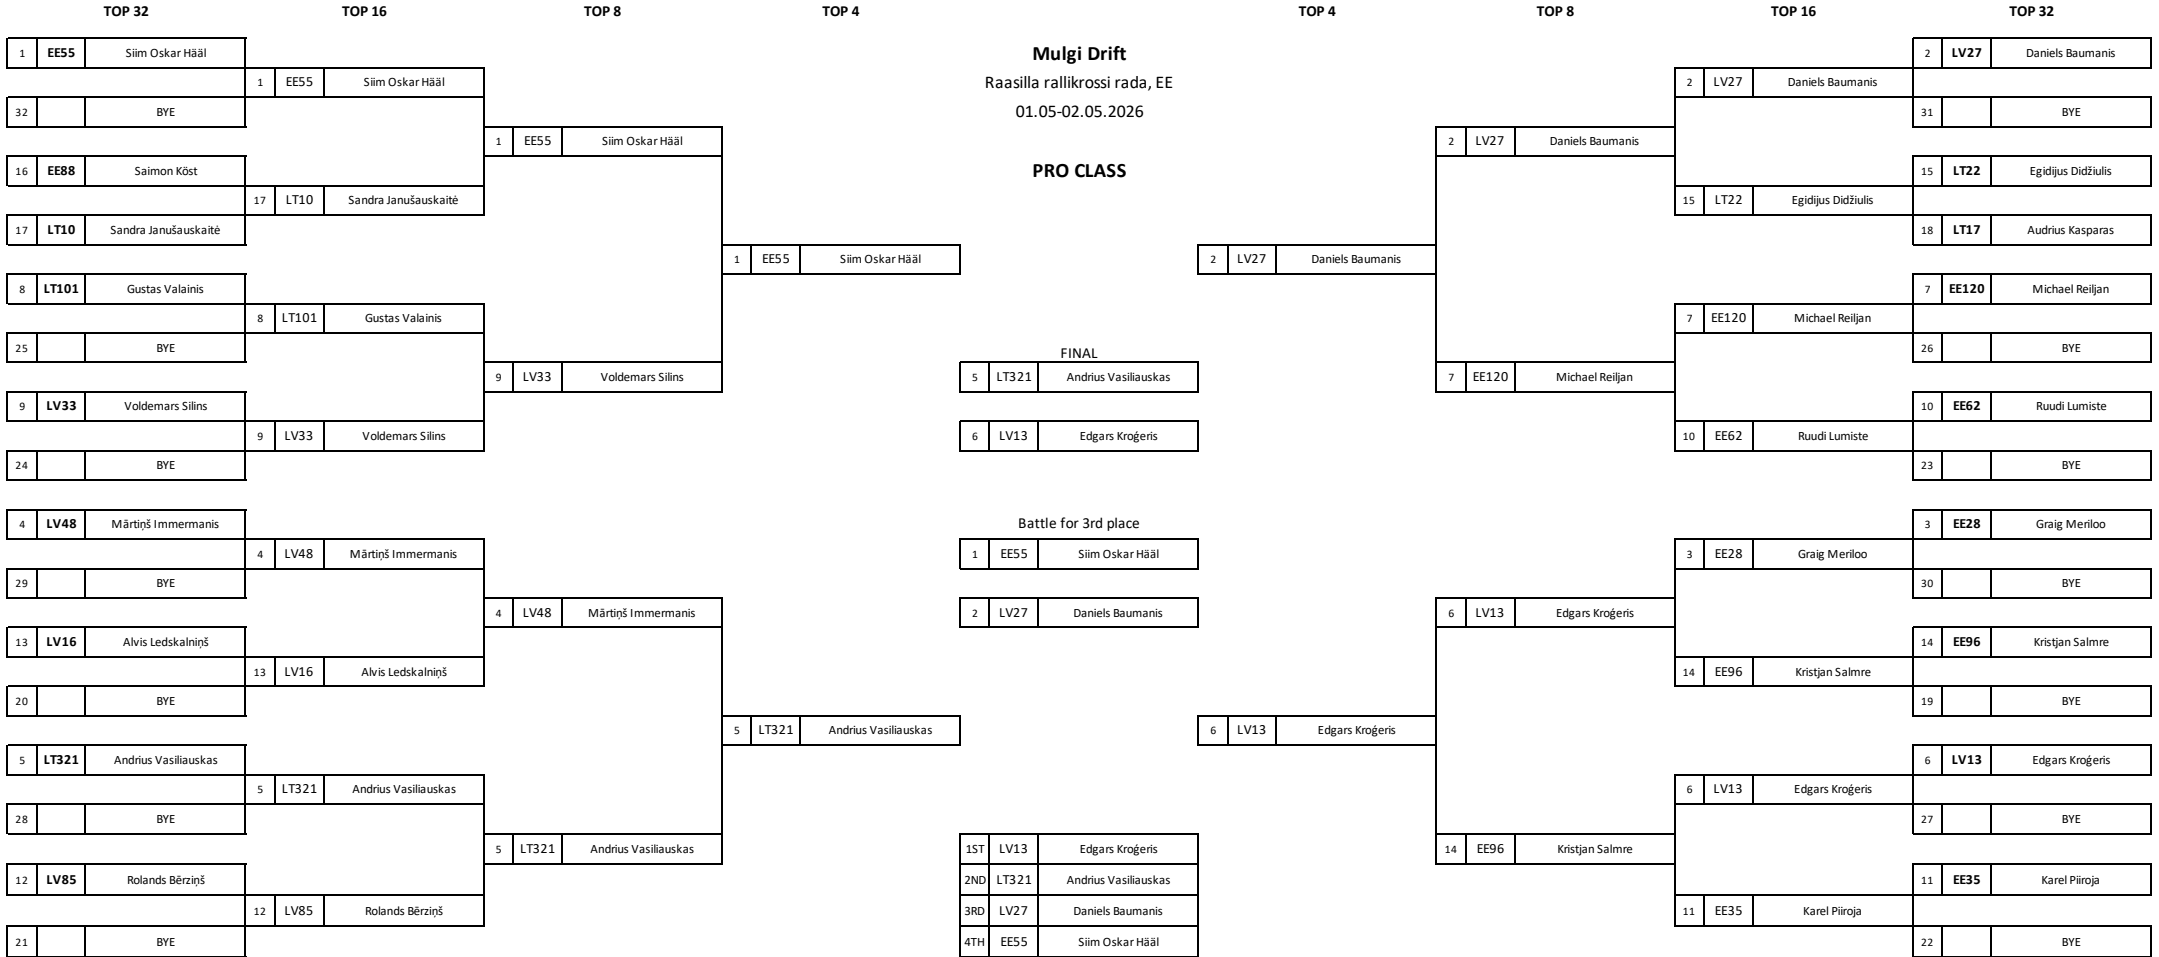 TOP 32 TOP 16 TOP 8 TOP 4 TOP 4 TOP 8 TOP 16 TOP 32
1 EE55 Siim Oskar Hääl Mulgi Drift 2 LV27 Daniels Baumanis
1 EE55 Siim Oskar Hääl Raasilla rallikrossi rada, EE 2 LV27 Daniels Baumanis
32 BYE 01.05-02.05.2026 31 BYE
1 EE55 Siim Oskar Hääl 2 LV27 Daniels Baumanis
16 EE88 Saimon Köst PRO CLASS 15 LT22 Egidijus Didžiulis
17 LT10 Sandra Janušauskaitė 15 LT22 Egidijus Didžiulis
17 LT10 Sandra Janušauskaitė 18 LT17 Audrius Kasparas
1 EE55 Siim Oskar Hääl 2 LV27 Daniels Baumanis
8 LT101 Gustas Valainis 7 EE120 Michael Reiljan
8 LT101 Gustas Valainis 7 EE120 Michael Reiljan
25 BYE 26 BYE
FINAL
9 LV33 Voldemars Silins 5 LT321 Andrius Vasiliauskas 7 EE120 Michael Reiljan
9 LV33 Voldemars Silins 10 EE62 Ruudi Lumiste
9 LV33 Voldemars Silins 6 LV13 Edgars Kroģeris 10 EE62 Ruudi Lumiste
24 BYE 23 BYE
4 LV48 Mārtiņš Immermanis Battle for 3rd place 3 EE28 Graig Meriloo
4 LV48 Mārtiņš Immermanis 1 EE55 Siim Oskar Hääl 3 EE28 Graig Meriloo
29 BYE 30 BYE
4 LV48 Mārtiņš Immermanis 2 LV27 Daniels Baumanis 6 LV13 Edgars Kroģeris
13 LV16 Alvis Ledskalniņš 14 EE96 Kristjan Salmre
13 LV16 Alvis Ledskalniņš 14 EE96 Kristjan Salmre
20 BYE 19 BYE
5 LT321 Andrius Vasiliauskas 6 LV13 Edgars Kroģeris
5 LT321 Andrius Vasiliauskas 6 LV13 Edgars Kroģeris
5 LT321 Andrius Vasiliauskas 6 LV13 Edgars Kroģeris
28 BYE 27 BYE
5 LT321 Andrius Vasiliauskas 1ST LV13 Edgars Kroģeris 14 EE96 Kristjan Salmre
12 LV85 Rolands Bērziņš 2ND LT321 Andrius Vasiliauskas 11 EE35 Karel Piiroja
12 LV85 Rolands Bērziņš 3RD LV27 Daniels Baumanis 11 EE35 Karel Piiroja
21 BYE 4TH EE55 Siim Oskar Hääl 22 BYE